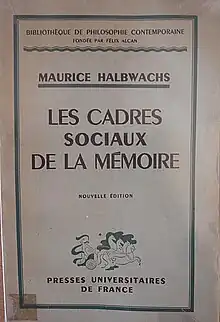 BIBLIOTHÈQUE DE PHILOSOPHIE CONTEMPORAINE
FONDÉE PAR FÉLIX ALCAN
MAURICE HALBWACHS
LES CADRES
SOCIAUX
DE LA MÉMOIRE
NOUVELLE ÉDITION
PRESSES UNIVERSITAIRES
DE FRANCE